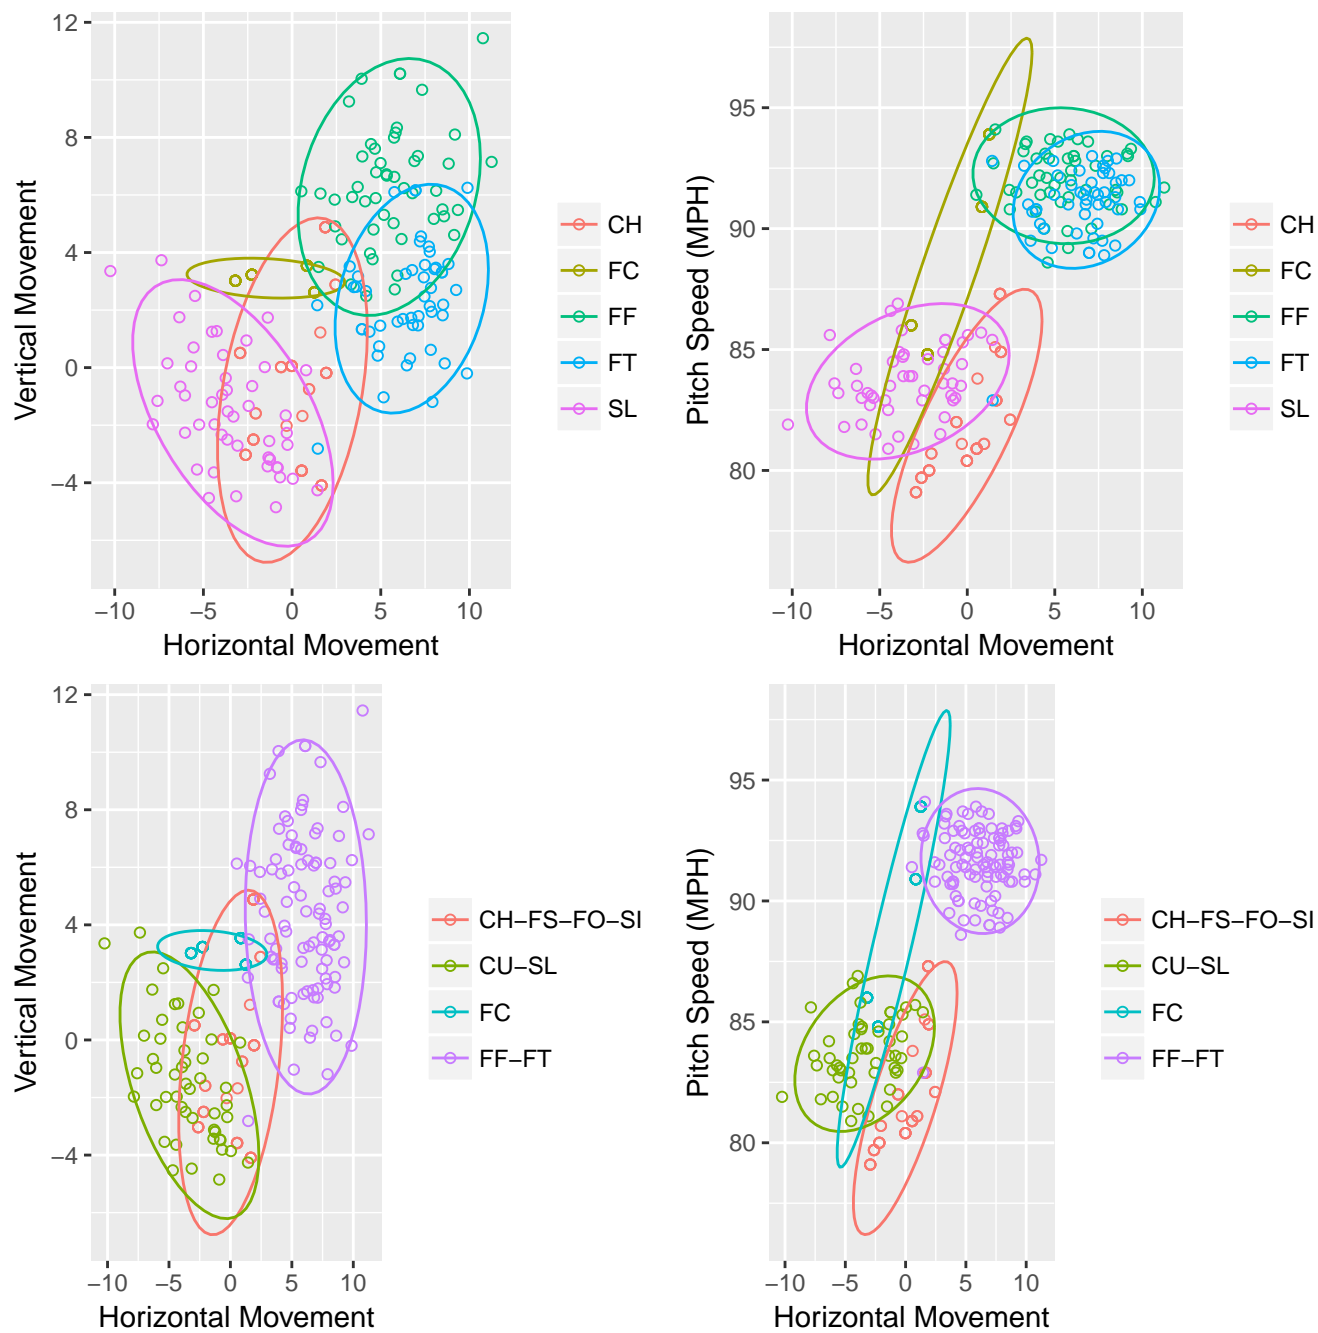 12
8
4
0
−4
−10
−5
0
5
10
Vertical Movement
Horizontal Movement
CH
FC
FF
FT
SL
95
90
85
80
−10
−5
0
5
10
Pitch Speed (MPH)
Horizontal Movement
CH
FC
FF
FT
SL
12
8
4
0
−4
−10
−5
0
5
10
Vertical Movement
Horizontal Movement
CH−FS−FO−SI
CU−SL
FC
FF−FT
95
90
85
80
−10
−5
0
5
10
Pitch Speed (MPH)
Horizontal Movement
CH−FS−FO−SI
CU−SL
FC
FF−FT